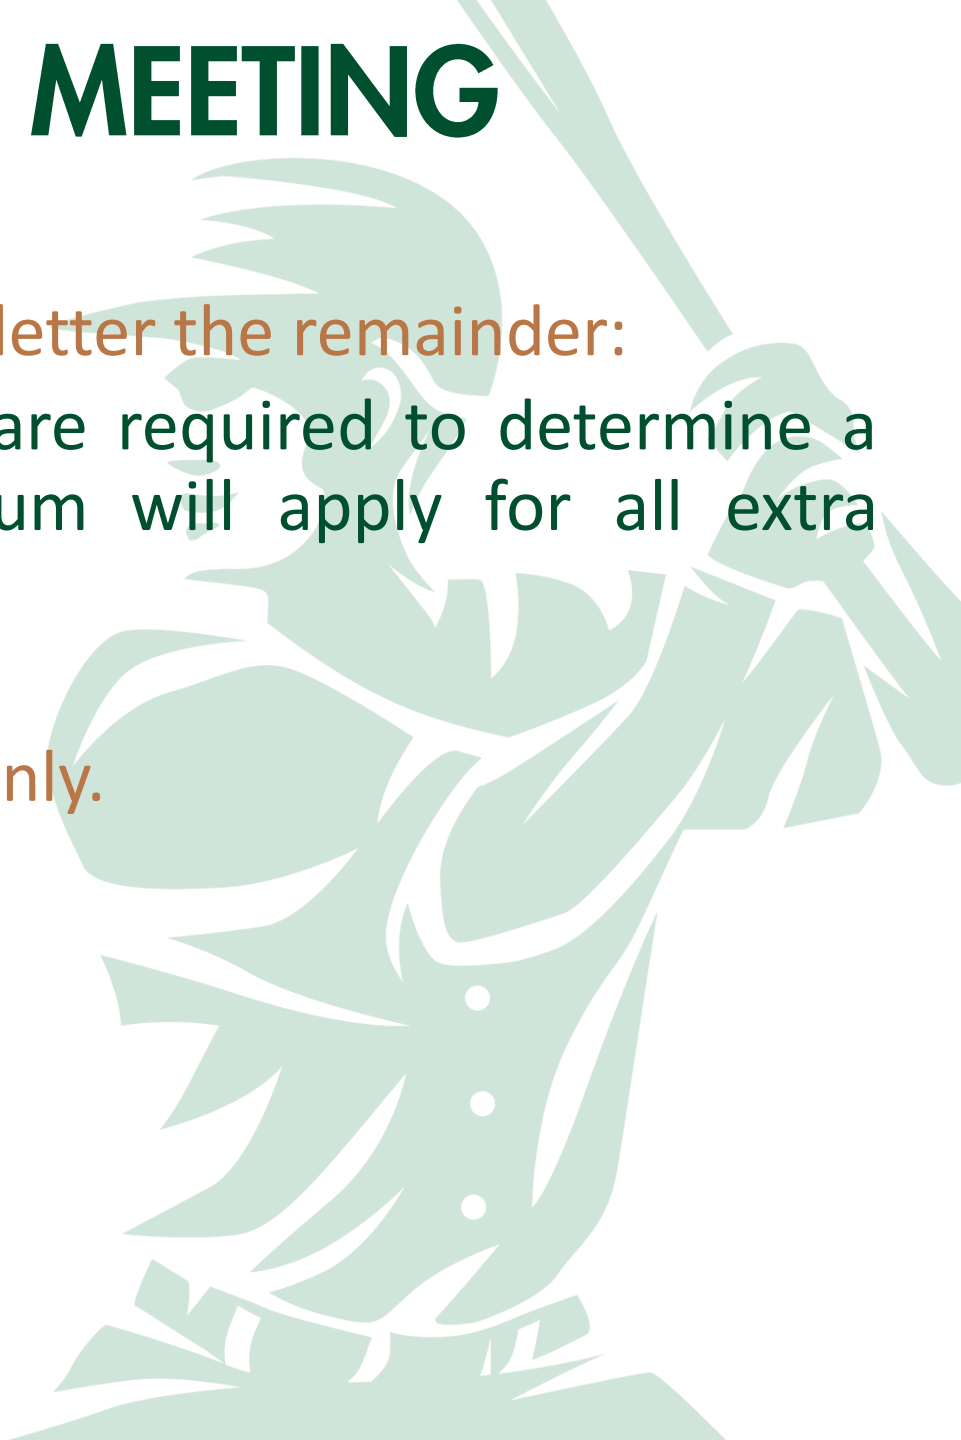 MEETING
letter the remainder:
are required to determine a
um will apply for all extra
nly.